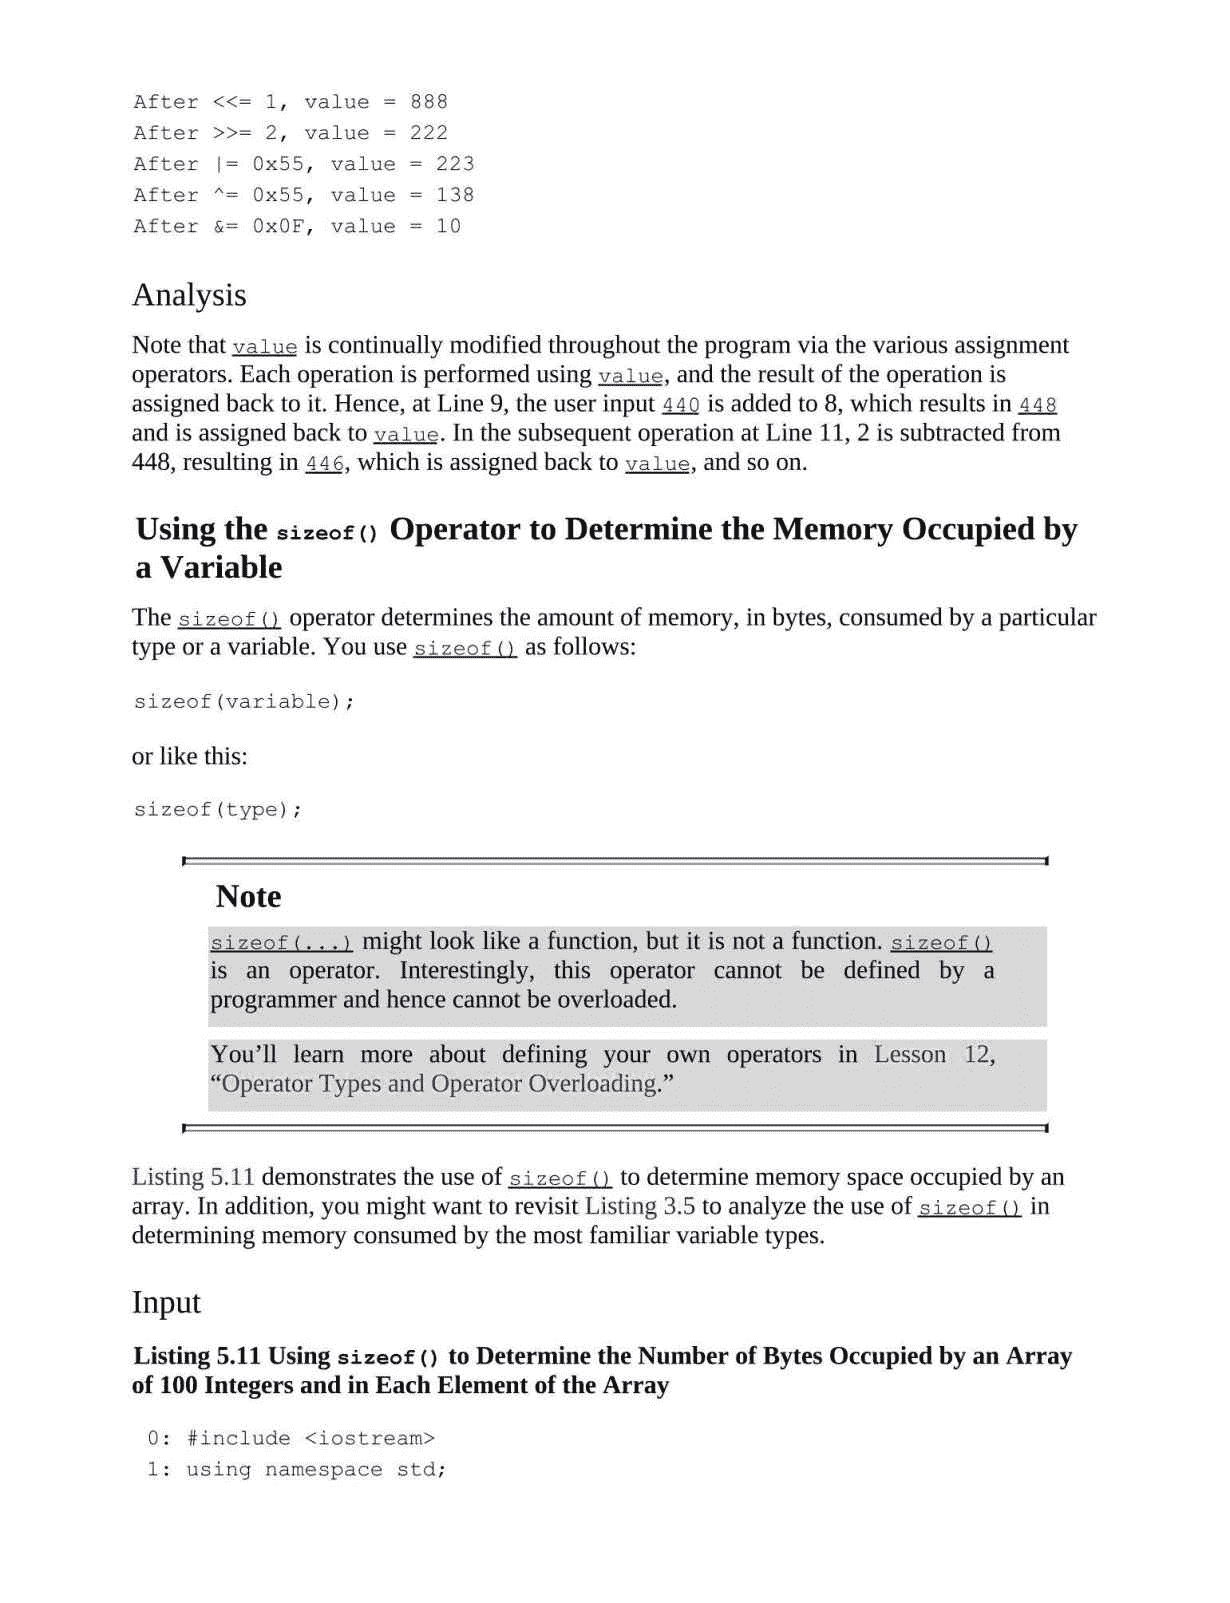 After <<= 1, value = 888
After >>= 2, value = 222
After |= 0x55, value = 223
After ^= 0x55, value = 138
After &= 0x0F, value = 10
Analysis
Note that value is continually modified throughout the program via the various assignment
operators. Each operation is performed using value, and the result of the operation is
assigned back to it. Hence, at Line 9, the user input 440 is added to 8, which results in 448
and is assigned back to value. In the subsequent operation at Line 11, 2 is subtracted from
448, resulting in 446, which is assigned back to value, and so on.
Using the sizeof() Operator to Determine the Memory Occupied by
a Variable
The sizeof() operator determines the amount of memory, in bytes, consumed by a particular
type or a variable. You use sizeof() as follows:
sizeof(variable);
or like this:
sizeof(type);
Note
sizeof(...) might look like a function, but it is not a function. sizeof()
is an operator. Interestingly, this operator cannot be defined by a
programmer and hence cannot be overloaded.
You’ll learn more about defining your own operators in Lesson 12,
“Operator Types and Operator Overloading.”
Listing 5.11 demonstrates the use of sizeof() to determine memory space occupied by an
array. In addition, you might want to revisit Listing 3.5 to analyze the use of sizeof() in
determining memory consumed by the most familiar variable types.
Input
Listing 5.11 Using sizeof() to Determine the Number of Bytes Occupied by an Array
of 100 Integers and in Each Element of the Array
0: #include <iostream>
1: using namespace std;